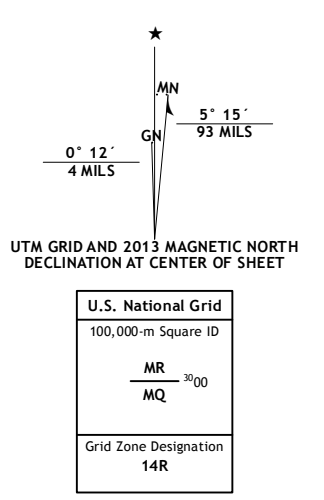 ★
MN
5° 15´
93 MILS
GN
0° 12´
4 MILS
UTM GRID AND 2013 MAGNETIC NORTH
DECLINATION AT CENTER OF SHEET
U.S. National Grid
100,000-m Square ID
MR
3000
MQ
Grid Zone Designation
14R